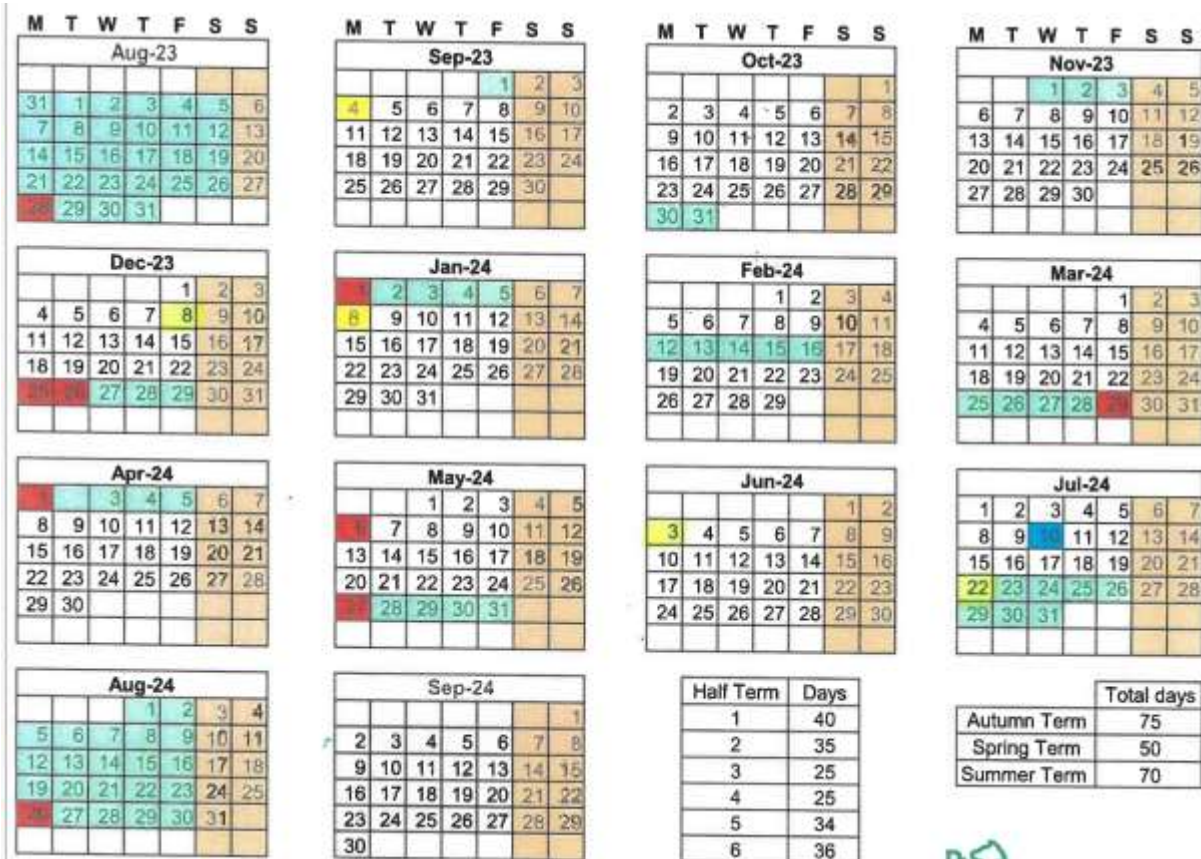 M T W T F S S
Aug-23
31 1 2 3 4 5 6
7 8 9 10 11 12 13
14 15 16 17 18 19 20
21 22 23 24 25 26 27
28 29 30 31
M T W T F S S
Sep-23
1 2 3
4 5 6 7 8 9 10
11 12 13 14 15 16 17
18 19 20 21 22 23 24
25 26 27 28 29 30
M T W T F S S
Oct-23
1
2 3 4 5 6 7 8
9 10 11 12 13 14 15
16 17 18 19 20 21 22
23 24 25 26 27 28 29
30 31
M T W T F S S
Nov-23
1 2 3 4 5
6 7 8 9 10 11 12
13 14 15 16 17 18 19
20 21 22 23 24 25 26
27 28 29 30
Dec-23
1 2 3
4 5 6 7 8 9 10
11 12 13 14 15 16 17
18 19 20 21 22 23 24
25 26 27 28 29 30 31
Jan-24
1 2 3 4 5 6 7
8 9 10 11 12 13 14
15 16 17 18 19 20 21
22 23 24 25 26 27 28
29 30 31
Feb-24
1 2 3 4
5 6 7 8 9 10 11
12 13 14 15 16 17 18
19 20 21 22 23 24 25
26 27 28 29
Mar-24
1 2 3
4 5 6 7 8 9 10
11 12 13 14 15 16 17
18 19 20 21 22 23 24
25 26 27 28 29 30 31
Apr-24
1 3 4 5 6 7
8 9 10 11 12 13 14
15 16 17 18 19 20 21
22 23 24 25 26 27 28
29 30
May-24
1 2 3 4 5
6 7 8 9 10 11 12
13 14 15 16 17 18 19
20 21 22 23 24 25 26
27 28 29 30 31
Jun-24
1 2
3 4 5 6 7 8 9
10 11 12 13 14 15 16
17 18 19 20 21 22 23
24 25 26 27 28 29 30
Jul-24
1 2 3 4 5 6 7
8 9 10 11 12 13 14
15 16 17 18 19 20 21
22 23 24 25 26 27 28
29 30 31
Aug-24
1 2 3 4
5 6 7 8 9 10 11
12 13 14 15 16 17 18
19 20 21 22 23 24 25
26 27 28 29 30 31
Sep-24
1
2 3 4 5 6 7 8
9 10 11 12 13 14 15
16 17 18 19 20 21 22
23 24 25 26 27 28 29
30
Half Term Days
1 40
2 35
3 25
4 25
5 34
6 36
Total days
Autumn Term 75
Spring Term 50
Summer Term 70